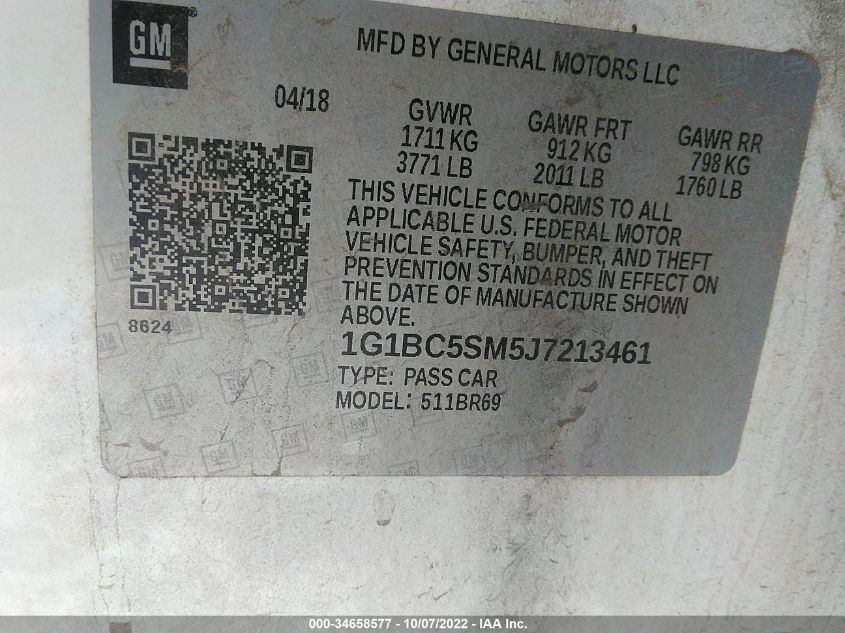 GM
MFD BY GENERAL MOTORS LLC
04/18
GVWR
1711 KG
3771 LB
GAWR FRT
912 KG
2011 LB
GAWR RR
798 KG
1760 LB
THIS VEHICLE CONFORMS TO ALL
APPLICABLE U.S. FEDERAL MOTOR
VEHICLE SAFETY, BUMPER, AND THEFT
PREVENTION STANDARDS IN EFFECT ON
THE DATE OF MANUFACTURE SHOWN
ABOVE.
8624
1G1BC5SM5J7213461
TYPE: PASS CAR
MODEL: 511BR69
000-34658577 - 10/07/2022 - IAA Inc.